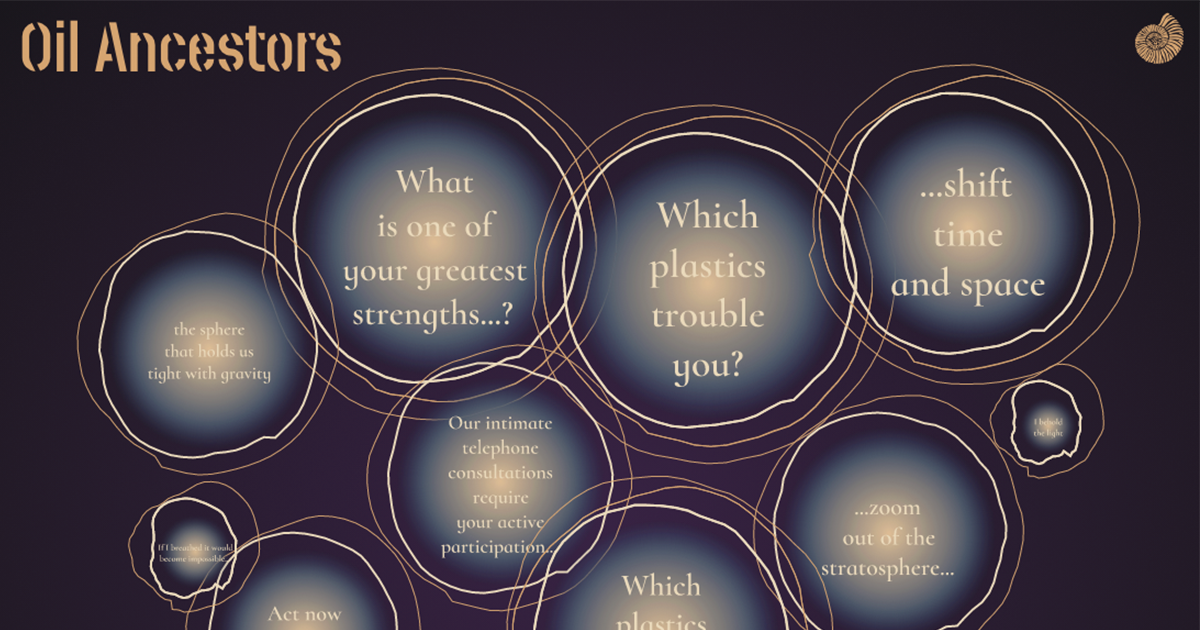 Oil Ancestors
What
is one of
your greatest
strengths...?
Which
plastics
trouble
you?
...shift
time
and space
the sphere
that holds us
tight with gravity
I behold
the light
Our intimate
telephone
consultations
require
your active
participation...
...zoom
out of the
stratosphere...
If I breathed it would
become impossible...
Which
plastics
Act now